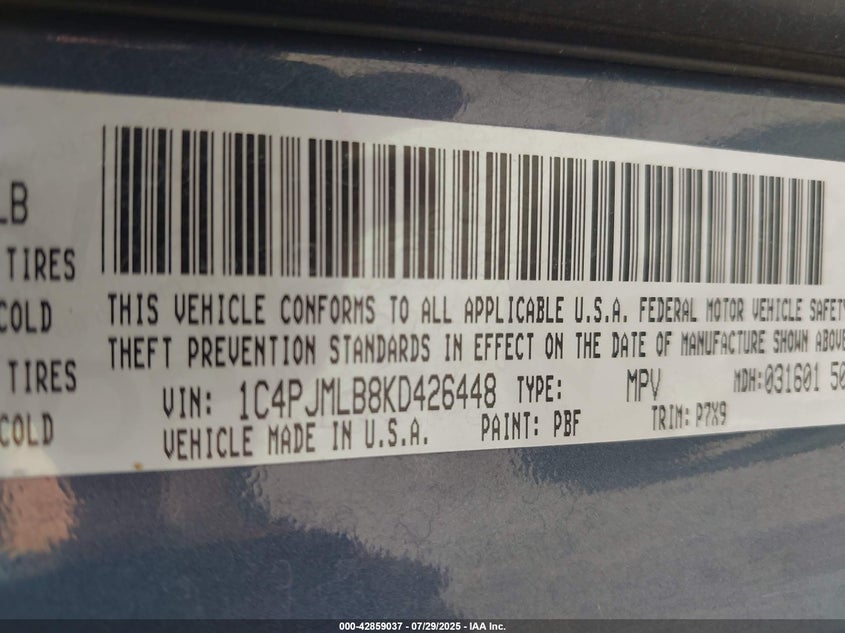 LB
TIRES
COLD
TIRES
COLD
THIS VEHICLE CONFORMS TO ALL APPLICABLE U.S.A. FEDERAL MOTOR VEHICLE SAFETY
THEFT PREVENTION STANDARDS IN EFFECT ON THE DATE OF MANUFACTURE SHOWN ABOVE
VIN: 1C4PJMLB8KD426448 TYPE: MPV MDH:031601 50
VEHICLE MADE IN U.S.A. PAINT: PBF TRIM: P7X9
000-42859037 - 07/29/2025 - IAA Inc.